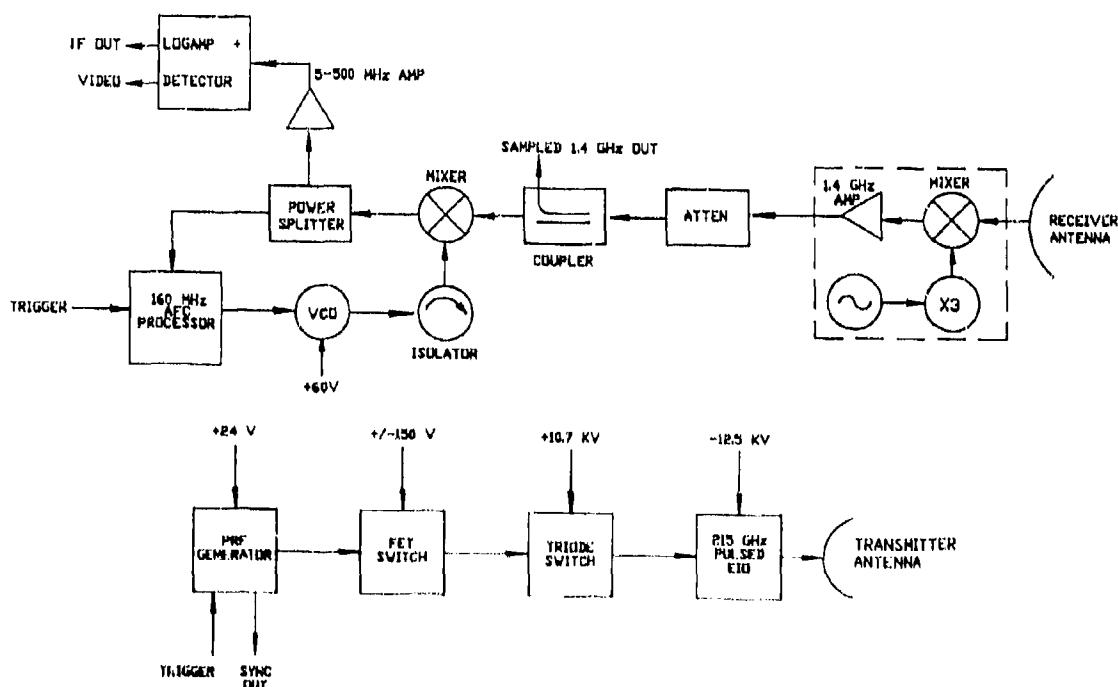 IF OUT
LOGAMP +
VIDEO
DETECTOR
5-500 MHz AMP
SAMPLED 1.4 GHz OUT
MIXER
POWER
SPLITTER
COUPLER
ATTEN
1.4 GHz
AMP
MIXER
RECEIVER
ANTENNA
TRIGGER
160 MHz
AFC
PROCESSOR
VCO
ISOLATOR
X3
+60V
+24 V
+/-150 V
+10.7 KV
-12.5 KV
PRF
GENERATOR
FET
SWITCH
TRIODE
SWITCH
215 GHz
PULSED
EIO
TRANSMITTER
ANTENNA
TRIGGER
SYNC
OUT